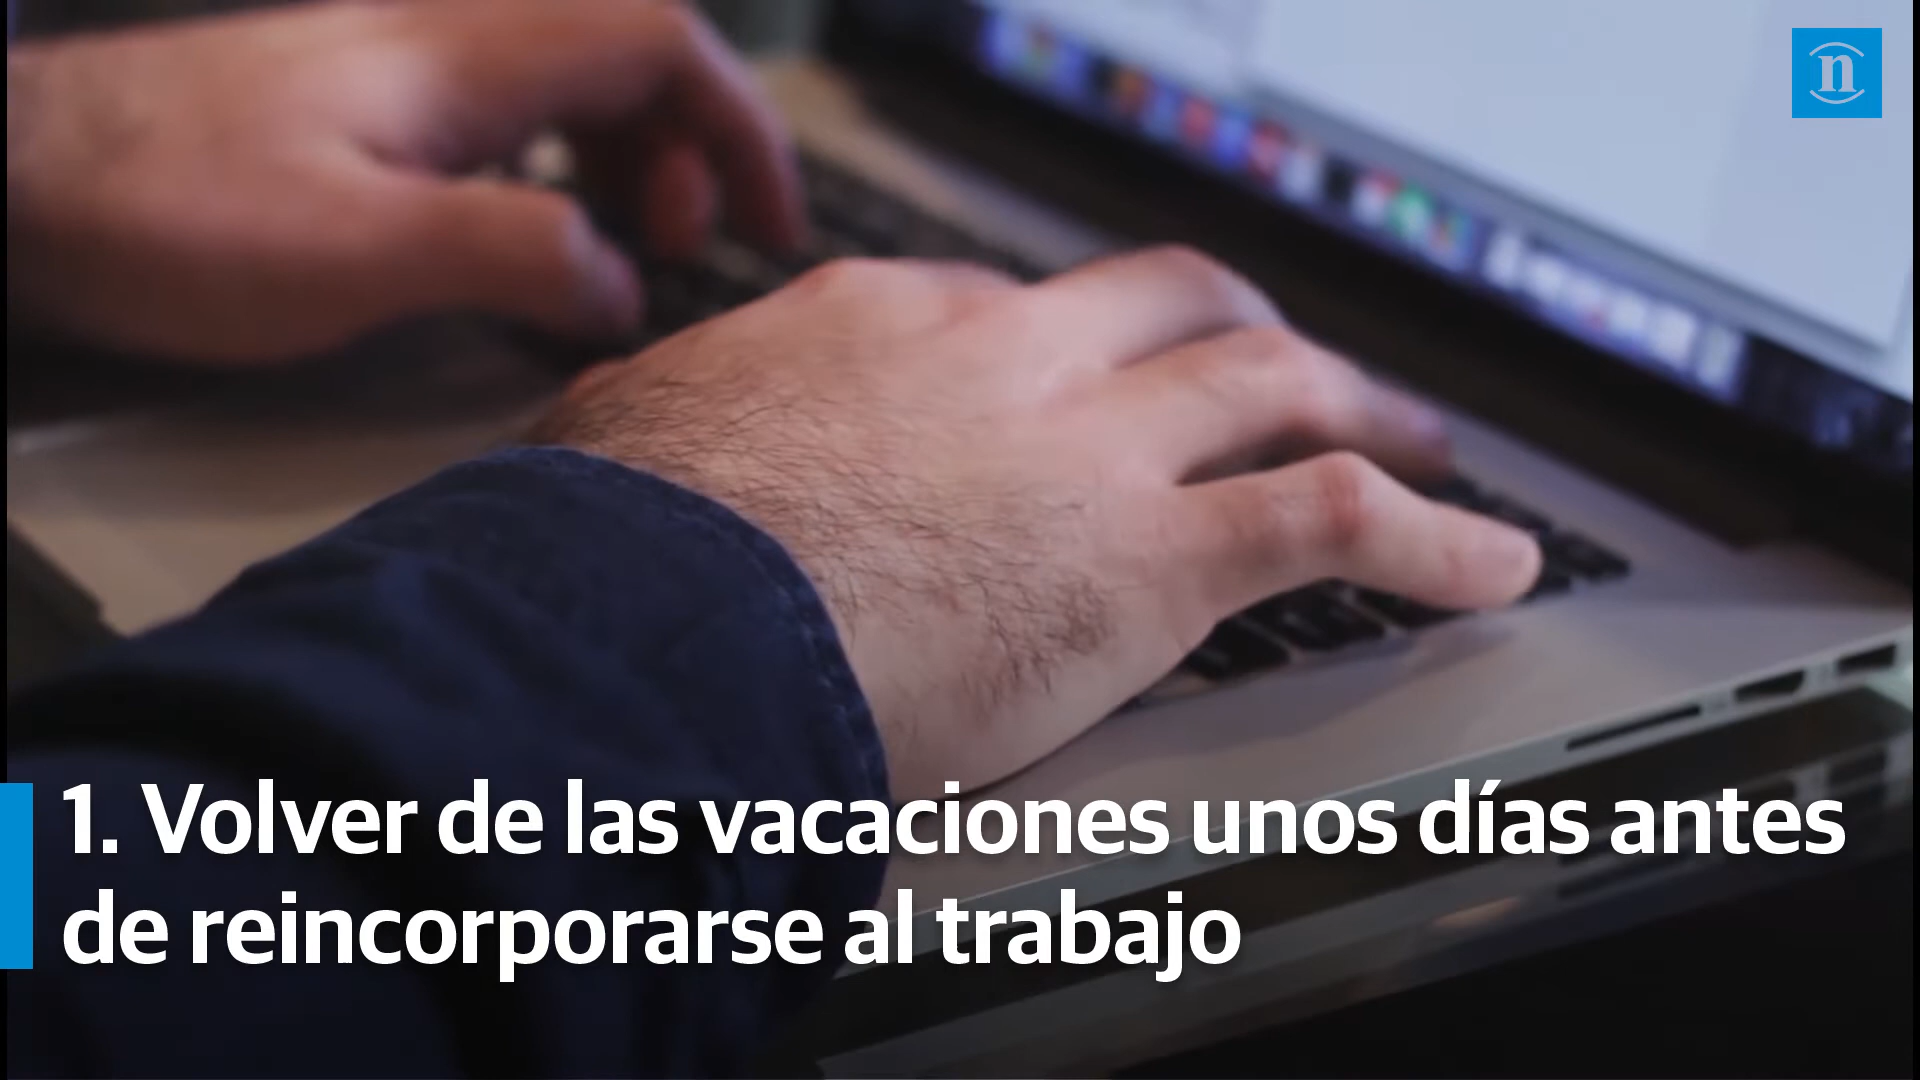 n
1. Volver de las vacaciones unos días antes
de reincorporarse al trabajo